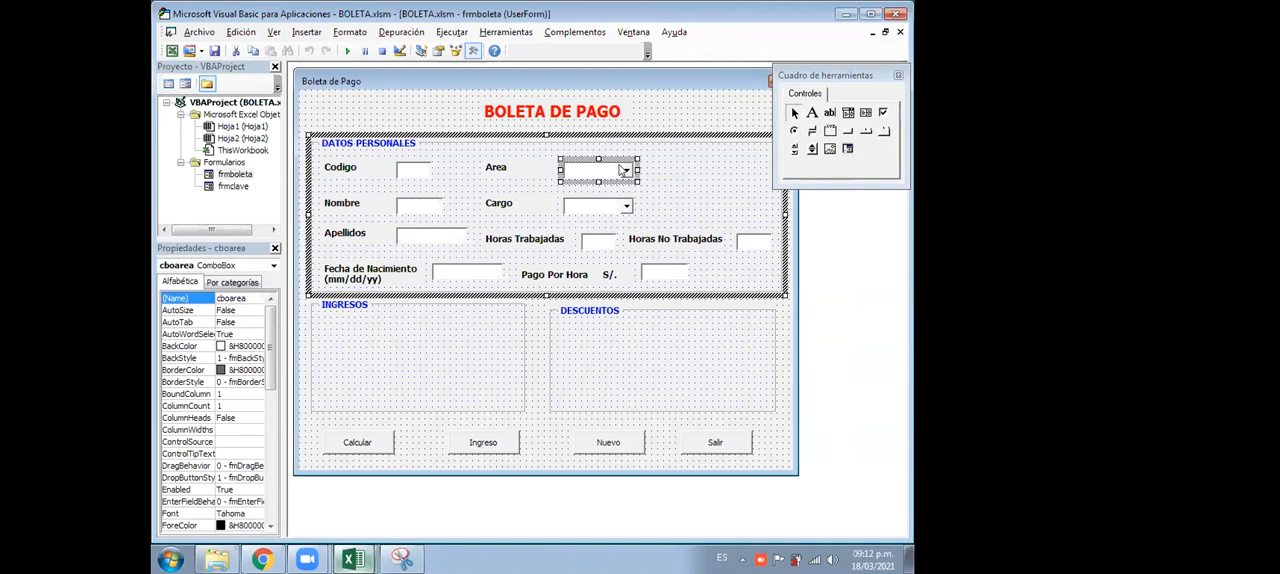 Microsoft Visual Basic para Aplicaciones - BOLETA.xlsm - [BOLETA.xlsm - frmboleta (UserForm)]
Archivo Edición Ver Insertar Formato Depuración Ejecutar Herramientas Complementos Ventana Ayuda
Proyecto - VBAProject
VBAProject (BOLETA.x
Microsoft Excel Objet
Hoja1 (Hoja1)
Hoja2 (Hoja2)
ThisWorkbook
Formularios
frmboleta
frmclave
Propiedades - cboarea
cboarea ComboBox
Alfabética Por categorías
(Name) cboarea
AutoSize False
AutoTab False
AutoWordSelec True
BackColor &H800000
BackStyle 1 - fmBackSty
BorderColor &H800000
BorderStyle 0 - fmBorderS
BoundColumn 1
ColumnCount 1
ColumnHeads False
ColumnWidths
ControlSource
ControlTipText
DragBehavior 0 - fmDragBe
DropButtonSty 1 - fmDropBut
Enabled True
EnterFieldBeha 0 - fmEnterFi
Font Tahoma
ForeColor &H800000
Boleta de Pago
BOLETA DE PAGO
DATOS PERSONALES
Codigo Area
Nombre Cargo
Apellidos Horas Trabajadas Horas No Trabajadas
Fecha de Nacimiento
(mm/dd/yy)
Pago Por Hora S/.
INGRESOS DESCUENTOS
Calcular Ingreso Nuevo Salir
Cuadro de herramientas
Controles
A ab|
ES
09:12 p.m.
18/03/2021